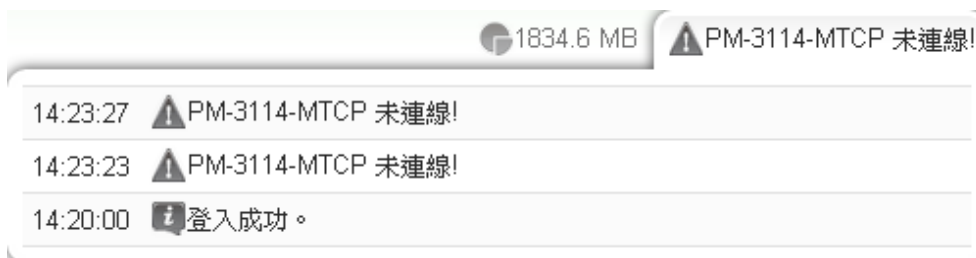 1834.6 MB PM-3114-MTCP 未連線!
14:23:27 PM-3114-MTCP 未連線!
14:23:23 PM-3114-MTCP 未連線!
14:20:00 登入成功。